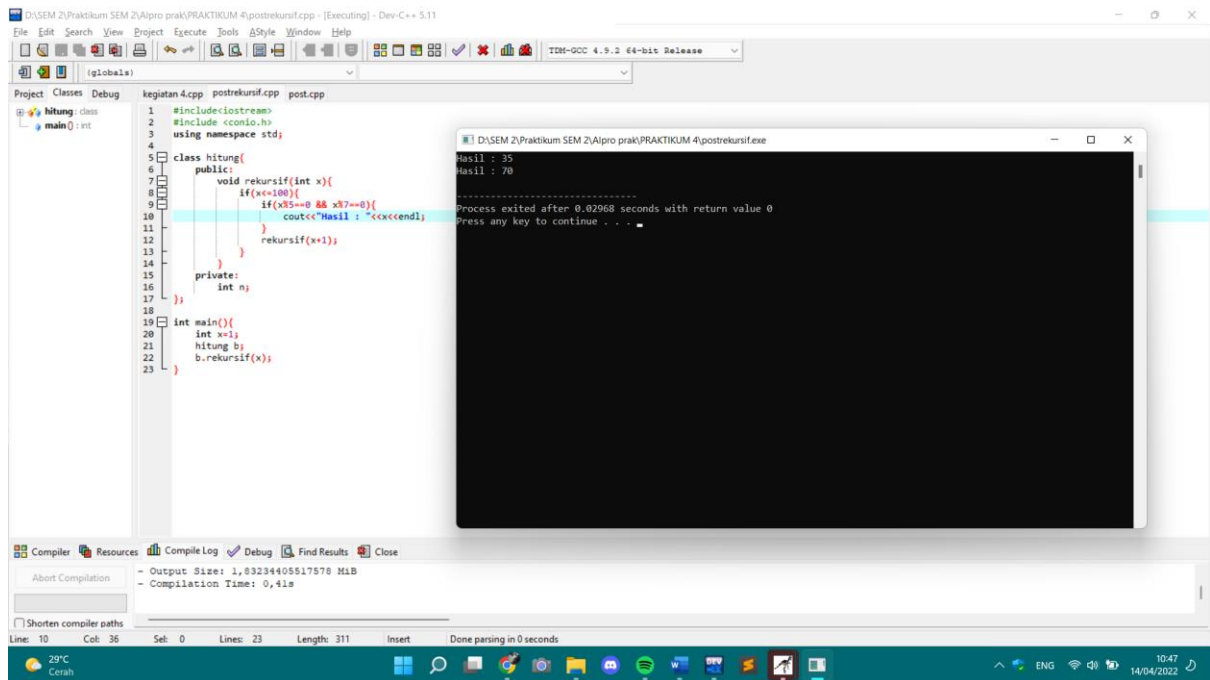 D:\SEM 2\Praktikum SEM 2\Alpro prak\PRAKTIKUM 4\postrekursif.cpp - [Executing] - Dev-C++ 5.11
File Edit Search View Project Execute Tools AStyle Window Help
TDM-GCC 4.9.2 64-bit Release
(globals)
Project Classes Debug
kegiatan 4.cpp postrekursif.cpp post.cpp
hitung : class
main () : int
1 #include<iostream>
2 #include <conio.h>
3 using namespace std;
4
5 class hitung{
6 public:
7 void rekursif(int x){
8 if(x<=100){
9 if(x%5==0 && x%7==0){
10 cout<<"Hasil : "<<x<<endl;
11 }
12 rekursif(x+1);
13 }
14 }
15 private:
16 int n;
17 };
18
19 int main(){
20 int x=1;
21 hitung b;
22 b.rekursif(x);
23 }
D:\SEM 2\Praktikum SEM 2\Alpro prak\PRAKTIKUM 4\postrekursif.exe
Hasil : 35
Hasil : 70
--------------------------------
Process exited after 0.02968 seconds with return value 0
Press any key to continue . . .
Compiler Resources Compile Log Debug Find Results Close
Abort Compilation
- Output Size: 1,83234405517578 MiB
- Compilation Time: 0,41s
Shorten compiler paths
Line: 10 Col: 36 Sel: 0 Lines: 23 Length: 311 Insert Done parsing in 0 seconds
29°C
Cerah
DEV
ENG
10:47
14/04/2022